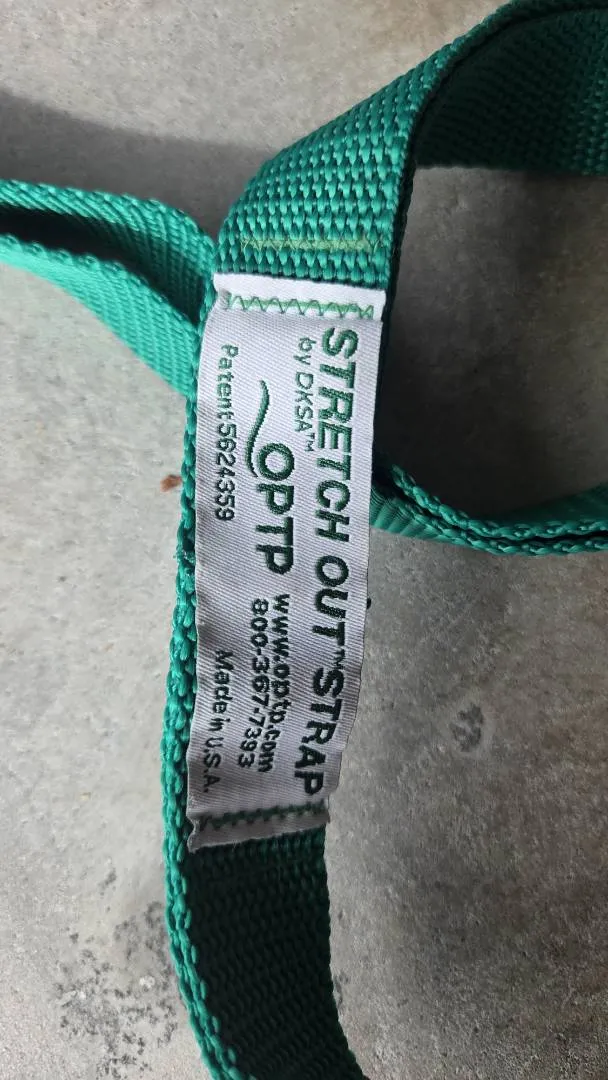 STRETCH OUT™ STRAP
by DKSA™
OPTP
www.optp.com
800-367-7393
Patent 5624359
Made in U.S.A.